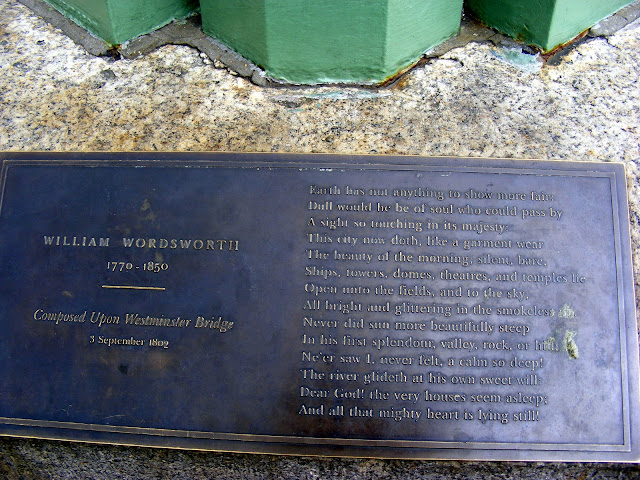 WILLIAM WORDSWORTH
1770 - 1850
Composed Upon Westminster Bridge
3 September 1802
Earth has not anything to show more fair:
Dull would be be of soul who could pass by
A sight so touching in its majesty:
This city now doth, like a garment wear
The beauty of the morning, silent, bare,
Ships, towers, domes, theatres, and temples lie
Open unto the fields, and to the sky,
All bright and glittering in the smokeless
Never did sun more beautifully steep
In his first splendour, valley, rock, or
Ne'er saw I, never felt, a calm so deep!
The river glideth at his own sweet will:
Dear God! the very houses seem asleep;
And all that mighty heart is lying still!